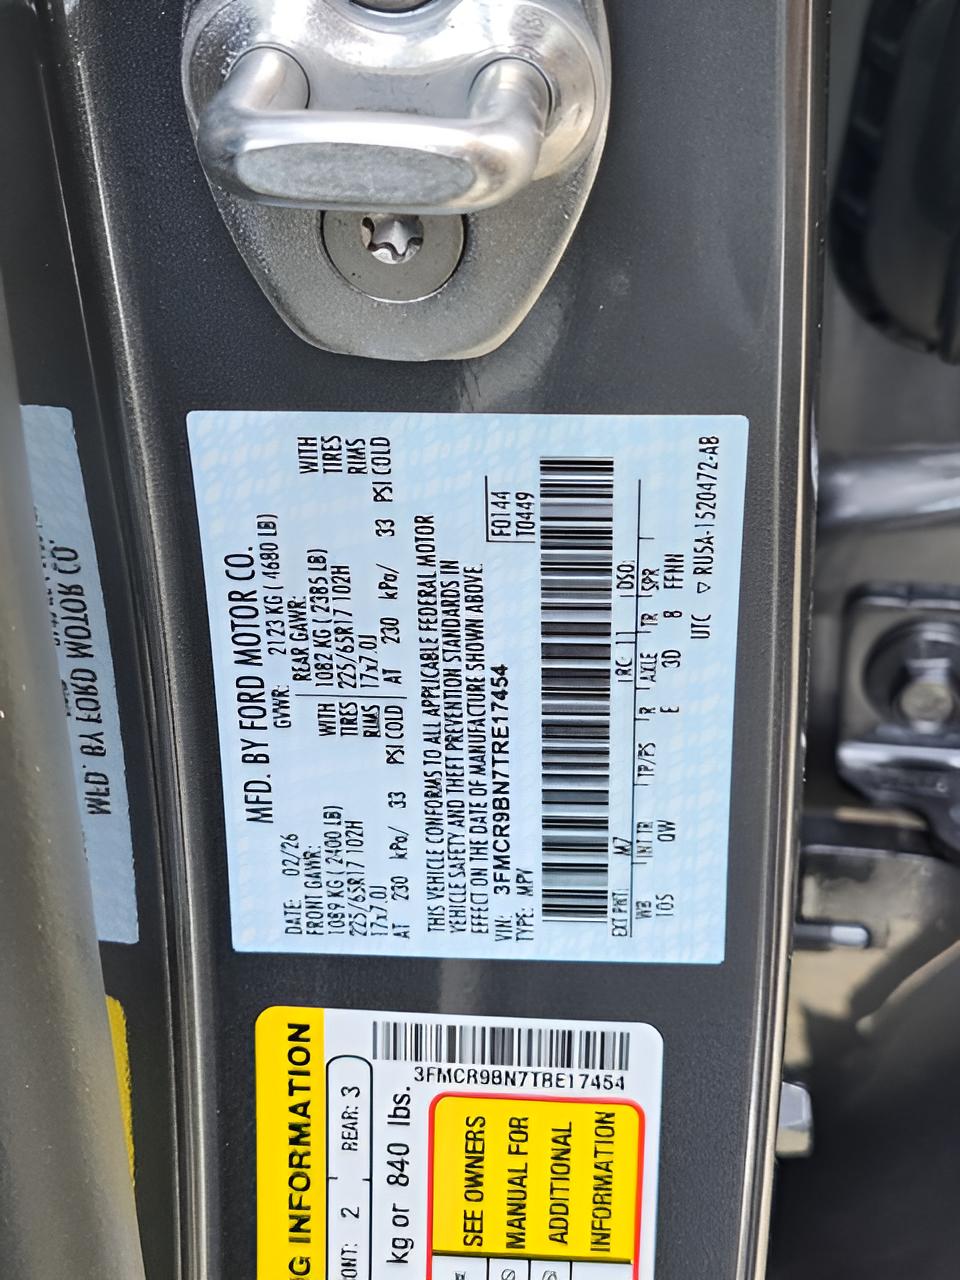 MFD. BY FORD MOTOR CO.
DATE: 02/26 GVWR: 2123 KG ( 4680 LB)
FRONT GAWR: REAR GAWR:
1089 KG ( 2400 LB) WITH 1082 KG ( 2385 LB) WITH
225/65R17 102H TIRES 225/65R17 102H TIRES
17x7.0J RIMS 17x7.0J RIMS
AT 230 kPa/ 33 PSI COLD AT 230 kPa/ 33 PSI COLD
THIS VEHICLE CONFORMS TO ALL APPLICABLE FEDERAL MOTOR
VEHICLE SAFETY AND THEFT PREVENTION STANDARDS IN
EFFECT ON THE DATE OF MANUFACTURE SHOWN ABOVE.
VIN: 3FMCR9BN7TRE17454 F0144
TYPE: MPV T0449
EXT PNT: M7 RC: 11 DSO:
WB INT TR TP/PS R AXLE TR SPR
105 QW E 3D 8 FFNN
UTC ▽ RUSA-1520472-AB
MFD. BY FORD MOTOR CO.
NG INFORMATION
RONT: 2 REAR: 3
kg or 840 lbs.
3FMCR9BN7TRE17454
SEE OWNERS
MANUAL FOR
ADDITIONAL
INFORMATION